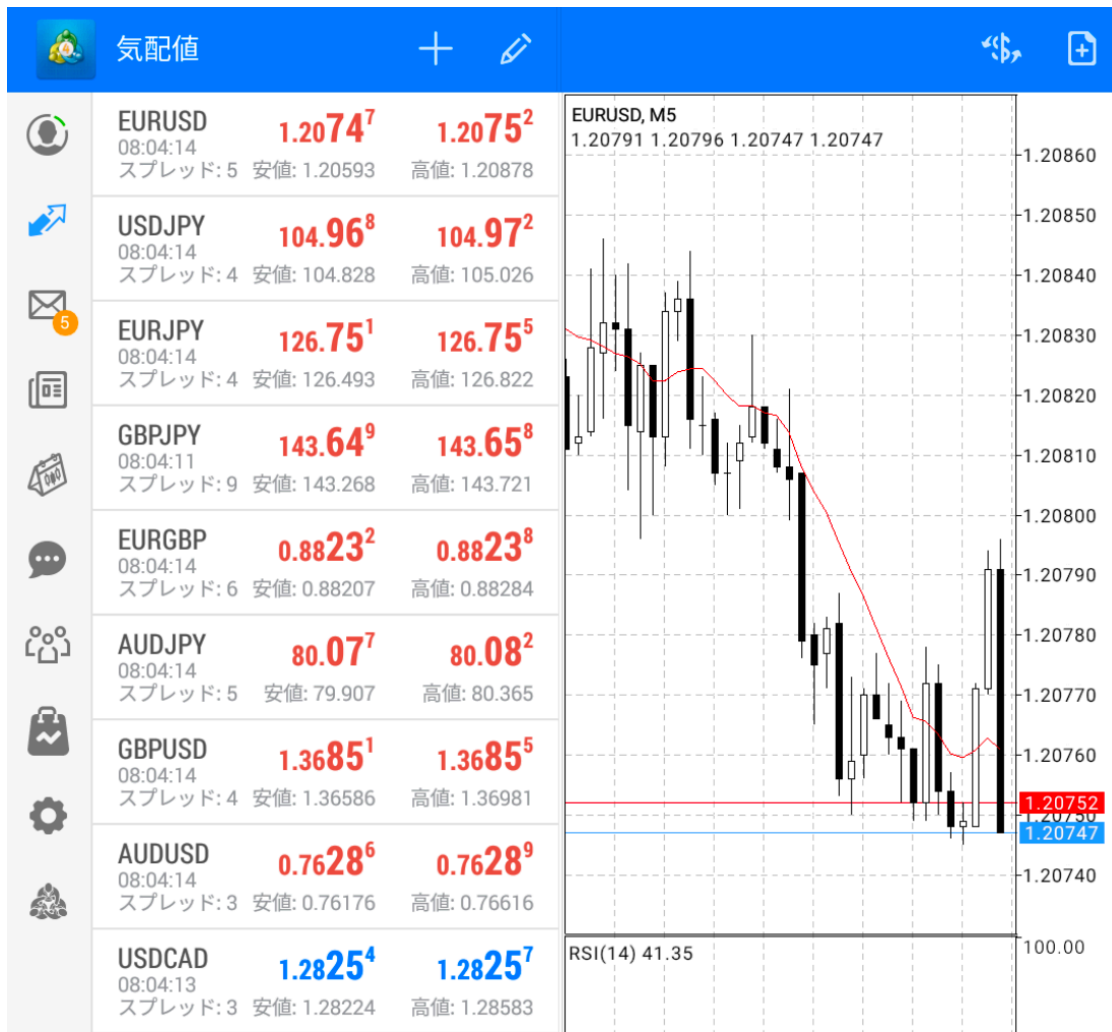 気配値
5
EURUSD 1.20747 1.20752
08:04:14
スプレッド: 5 安値: 1.20593 高値: 1.20878
USDJPY 104.968 104.972
08:04:14
スプレッド: 4 安値: 104.828 高値: 105.026
EURJPY 126.751 126.755
08:04:14
スプレッド: 4 安値: 126.493 高値: 126.822
GBPJPY 143.649 143.658
08:04:11
スプレッド: 9 安値: 143.268 高値: 143.721
EURGBP 0.88232 0.88238
08:04:14
スプレッド: 6 安値: 0.88207 高値: 0.88284
AUDJPY 80.077 80.082
08:04:14
スプレッド: 5 安値: 79.907 高値: 80.365
GBPUSD 1.36851 1.36855
08:04:14
スプレッド: 4 安値: 1.36586 高値: 1.36981
AUDUSD 0.76286 0.76289
08:04:14
スプレッド: 3 安値: 0.76176 高値: 0.76616
USDCAD 1.28254 1.28257
08:04:13
スプレッド: 3 安値: 1.28224 高値: 1.28583
EURUSD, M5
1.20791 1.20796 1.20747 1.20747
1.20860
1.20850
1.20840
1.20830
1.20820
1.20810
1.20800
1.20790
1.20780
1.20770
1.20760
1.20752
1.20750
1.20747
1.20740
RSI(14) 41.35
100.00